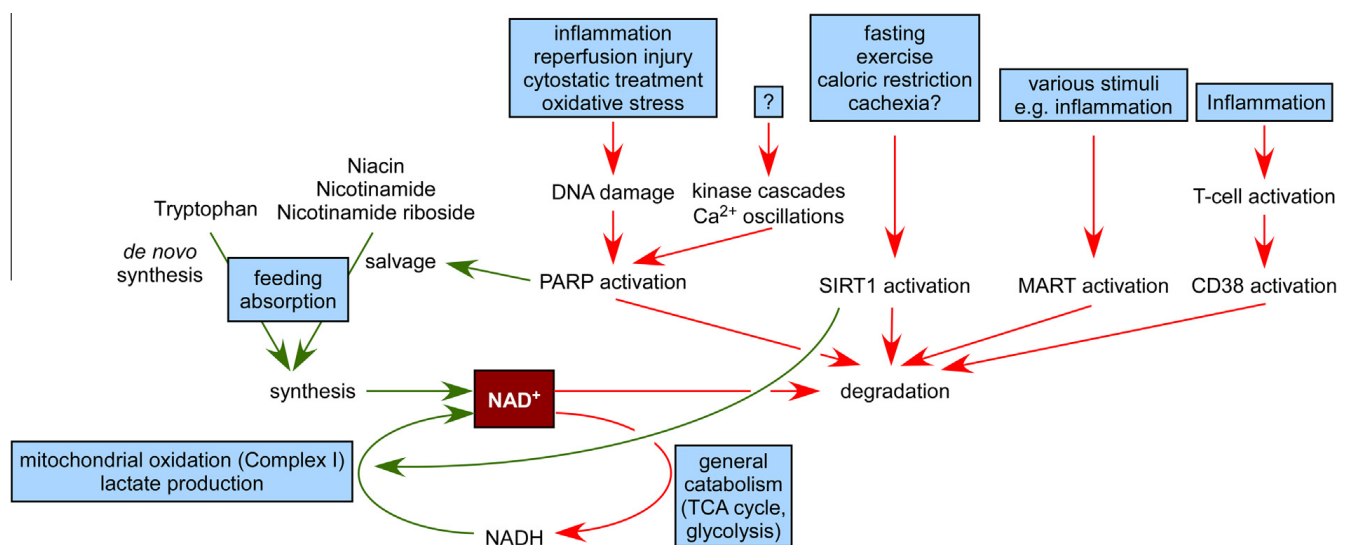 inflammation
reperfusion injury
cytostatic treatment
oxidative stress
?
fasting
exercise
caloric restriction
cachexia?
various stimuli
e.g. inflammation
Inflammation
Niacin
Nicotinamide
Nicotinamide riboside
Tryptophan
DNA damage
kinase cascades
Ca²⁺ oscillations
T-cell activation
de novo
synthesis
salvage
feeding
absorption
PARP activation
SIRT1 activation
MART activation
CD38 activation
synthesis
NAD⁺
degradation
mitochondrial oxidation (Complex I)
lactate production
general
catabolism
(TCA cycle,
glycolysis)
NADH